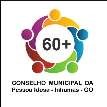 60+
CONSELHO MUNICIPAL DA
Pessoa Idosa - Inhumas - GO